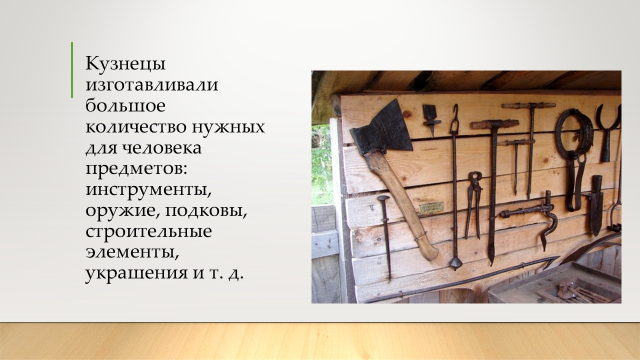 Кузнецы
изготавливали
большое
количество нужных
для человека
предметов:
инструменты,
оружие, подковы,
строительные
элементы,
украшения и т. д.